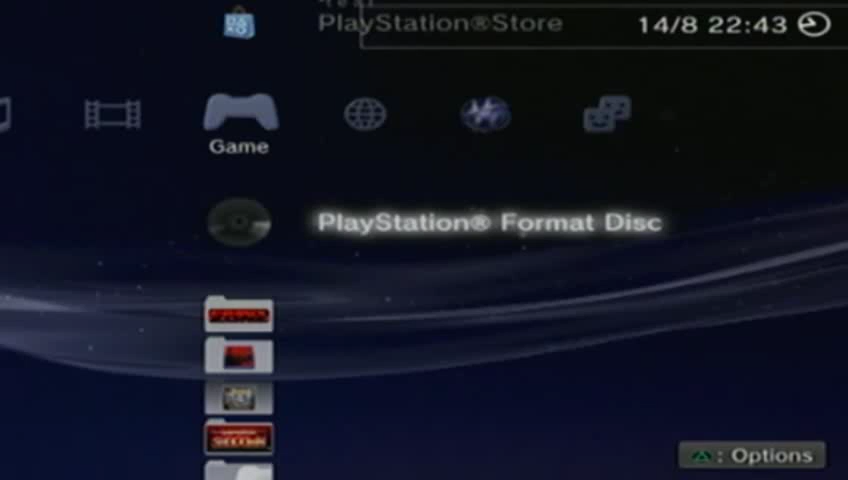 PlayStation®Store
14/8 22:43
Game
PlayStation® Format Disc
: Options